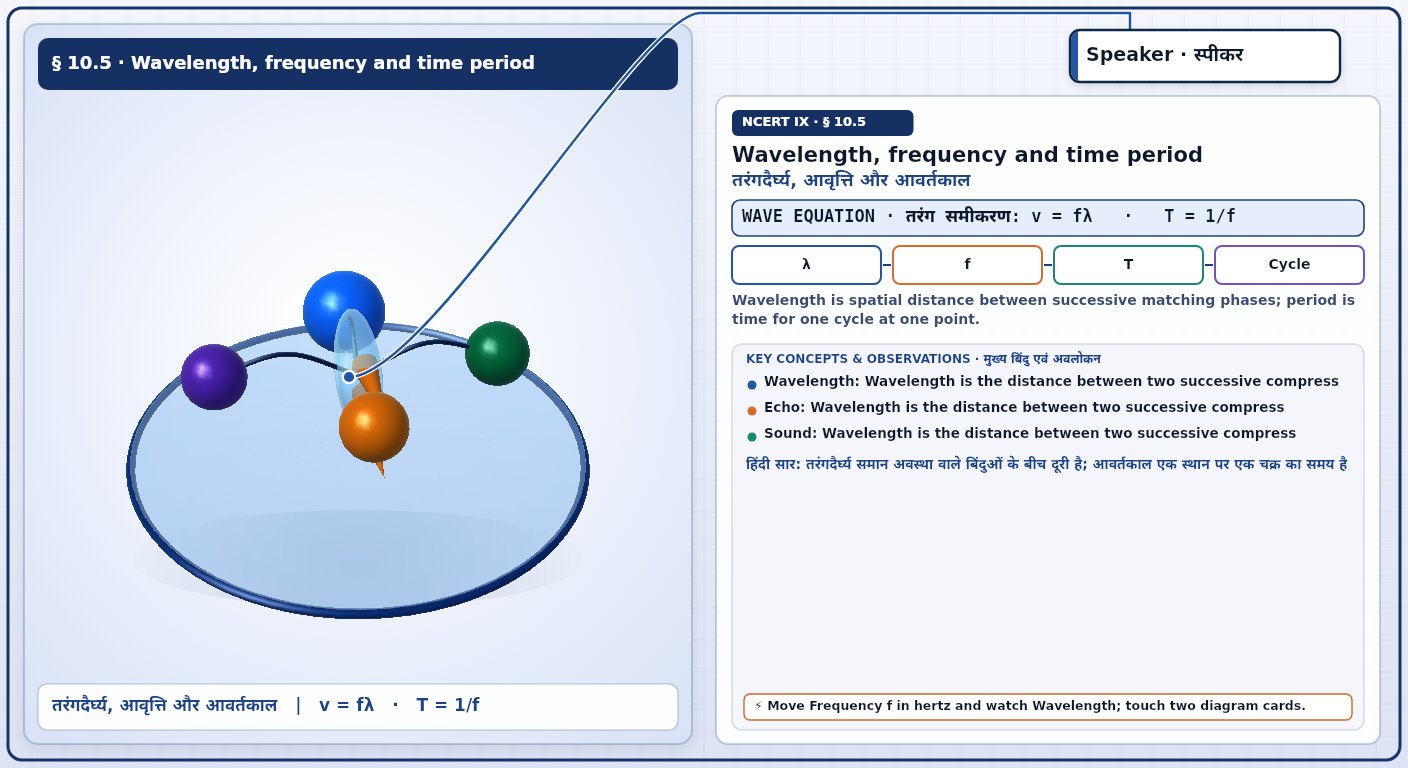 § 10.5 · Wavelength, frequency and time period
Speaker · स्पीकर
NCERT IX · § 10.5
Wavelength, frequency and time period
तरंगदैर्घ्य, आवृत्ति और आवर्तकाल
WAVE EQUATION · तरंग समीकरण: v = fλ · T = 1/f
λ
f
T
Cycle
Wavelength is spatial distance between successive matching phases; period is
time for one cycle at one point.
KEY CONCEPTS & OBSERVATIONS · मुख्य बिंदु एवं अवलोकन
Wavelength: Wavelength is the distance between two successive compress
Echo: Wavelength is the distance between two successive compress
Sound: Wavelength is the distance between two successive compress
हिंदी सार: तरंगदैर्घ्य समान अवस्था वाले बिंदुओं के बीच दूरी है; आवर्तकाल एक स्थान पर एक चक्र का समय है
⚡ Move Frequency f in hertz and watch Wavelength; touch two diagram cards.
तरंगदैर्घ्य, आवृत्ति और आवर्तकाल | v = fλ · T = 1/f